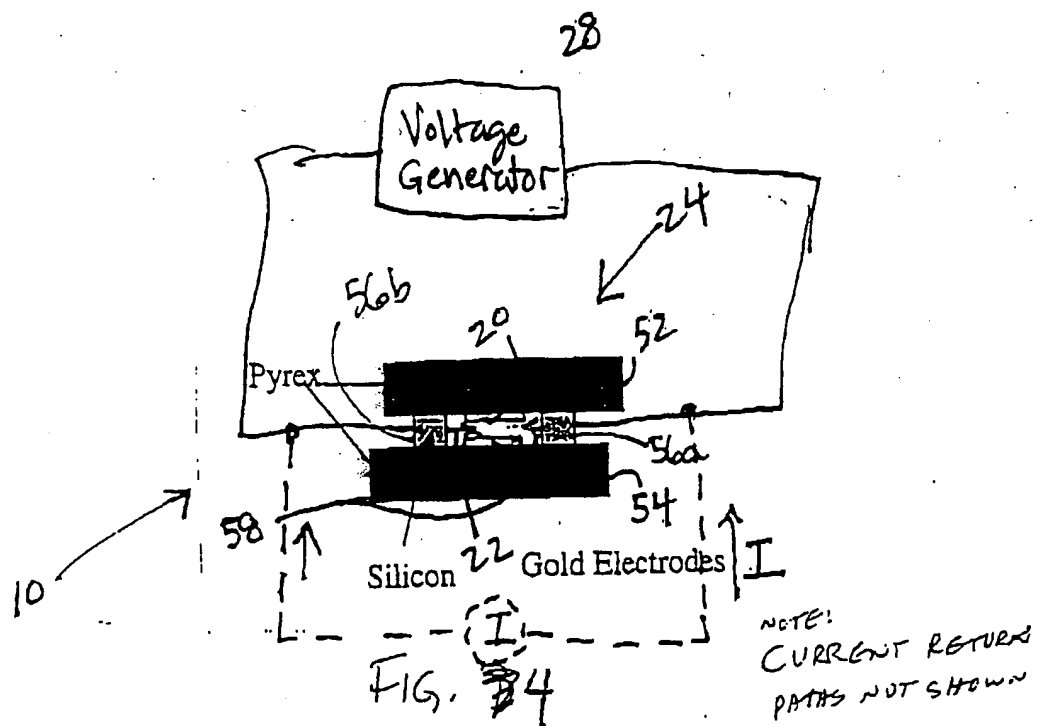 28
Voltage
Generator
24
56b
20
52
Pyrex
56a
54
58
22
Silicon
Gold Electrodes
I
10
I
FIG. 4
NOTE:
CURRENT RETURN
PATHS NOT SHOWN